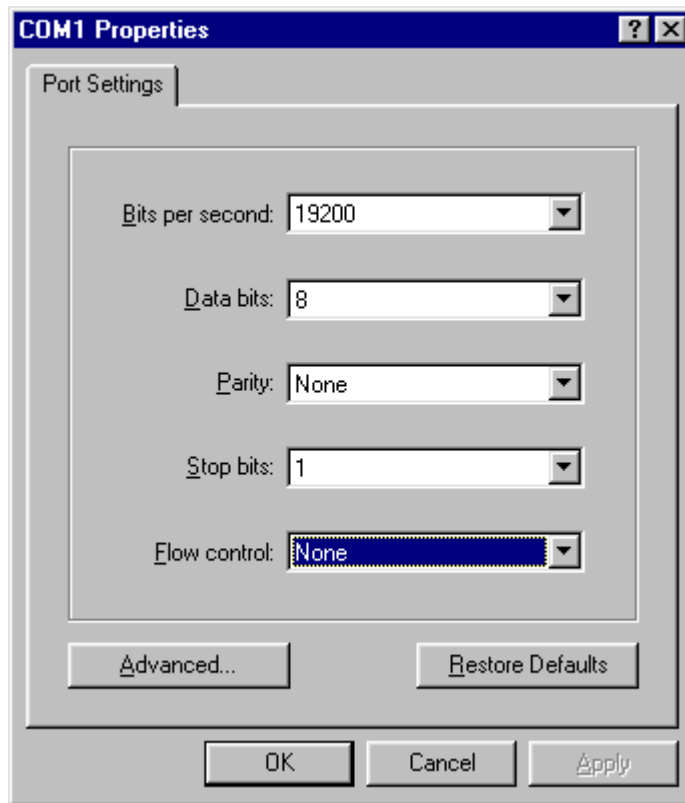 COM1 Properties
Port Settings
Bits per second: 19200
Data bits: 8
Parity: None
Stop bits: 1
Flow control: None
Advanced... Restore Defaults
OK Cancel Apply